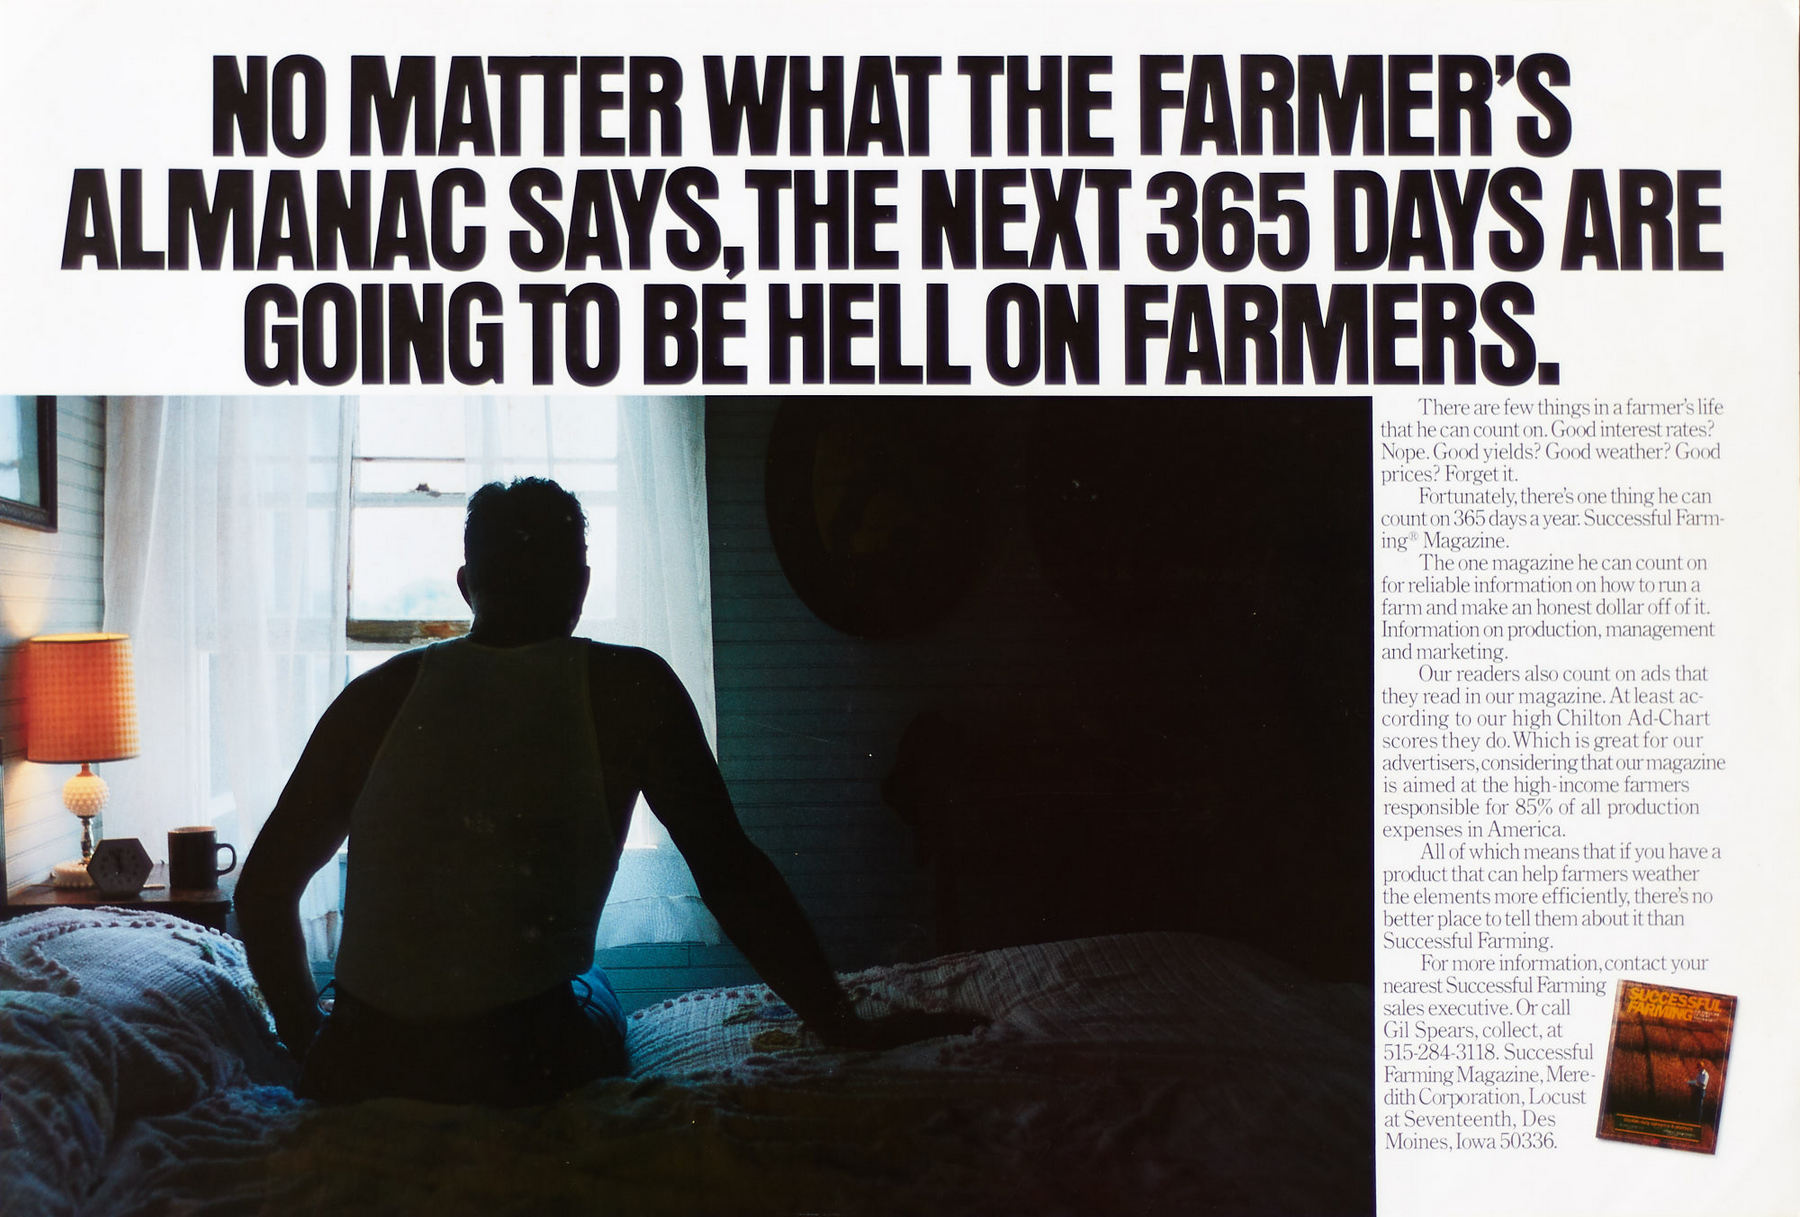 NO MATTER WHAT THE FARMER'S
ALMANAC SAYS, THE NEXT 365 DAYS ARE
GOING TO BE HELL ON FARMERS.
There are few things in a farmer's life
that he can count on. Good interest rates?
Nope. Good yields? Good weather? Good
prices? Forget it.
Fortunately, there's one thing he can
count on 365 days a year. Successful Farm-
ing® Magazine.
The one magazine he can count on
for reliable information on how to run a
farm and make an honest dollar off of it.
Information on production, management
and marketing.
Our readers also count on ads that
they read in our magazine. At least ac-
cording to our high Chilton Ad-Chart
scores they do. Which is great for our
advertisers, considering that our magazine
is aimed at the high-income farmers
responsible for 85% of all production
expenses in America.
All of which means that if you have a
product that can help farmers weather
the elements more efficiently, there's no
better place to tell them about it than
Successful Farming.
For more information, contact your
nearest Successful Farming
sales executive. Or call
Gil Spears, collect, at
515-284-3118. Successful
Farming Magazine, Mere-
dith Corporation, Locust
at Seventeenth, Des
Moines, Iowa 50336.
SUCCESSFUL
FARMING